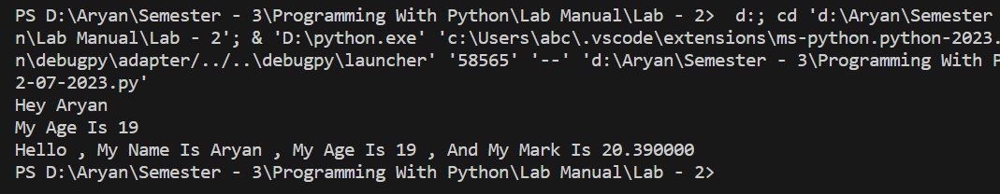 PS D:\Aryan\Semester - 3\Programming With Python\Lab Manual\Lab - 2>  d:; cd 'd:\Aryan\Semester
n\Lab Manual\Lab - 2'; & 'D:\python.exe' 'c:\Users\abc\.vscode\extensions\ms-python.python-2023.
n\debugpy\adapter/../..\debugpy\launcher' '58565' '--' 'd:\Aryan\Semester - 3\Programming With P
2-07-2023.py'
Hey Aryan
My Age Is 19
Hello , My Name Is Aryan , My Age Is 19 , And My Mark Is 20.390000
PS D:\Aryan\Semester - 3\Programming With Python\Lab Manual\Lab - 2>